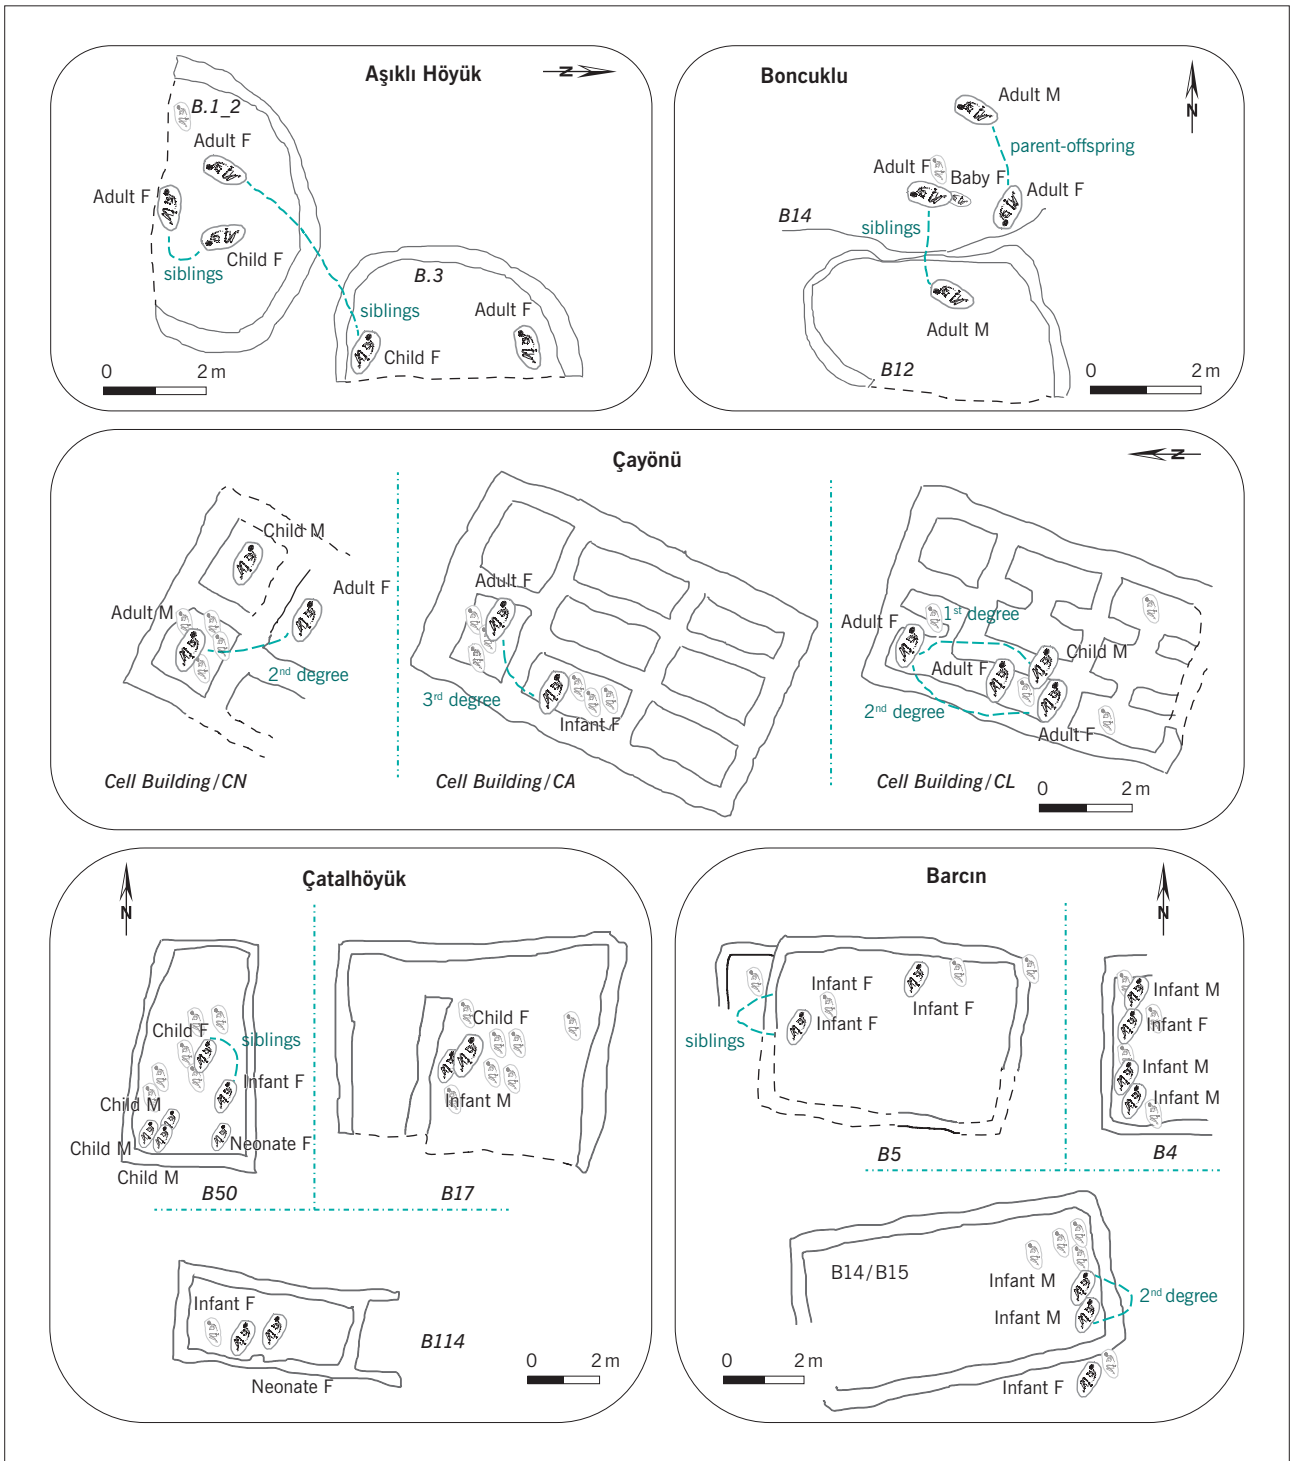 Aşıklı Höyük
N
B.1_2
Adult F
Adult F
Child F
siblings
B.3
siblings
Adult F
Child F
0 2 m
Boncuklu
N
Adult M
parent-offspring
Adult F
Baby F
Adult F
B14
siblings
Adult M
B12
0 2 m
Çayönü
N
Child M
Adult F
Adult M
2nd degree
Cell Building/CN
Adult F
3rd degree
Infant F
Cell Building/CA
1st degree
Adult F
Child M
Adult F
2nd degree
Adult F
Cell Building/CL
0 2 m
Çatalhöyük
N
Child F
siblings
Infant F
Child M
Child M
Neonate F
Child M
B50
Child F
Infant M
B17
Infant F
Neonate F
B114
0 2 m
Barcın
N
Infant F
Infant F
Infant F
siblings
B5
Infant M
Infant F
Infant M
Infant M
B4
B14/B15
Infant M
2nd degree
Infant M
Infant F
0 2 m